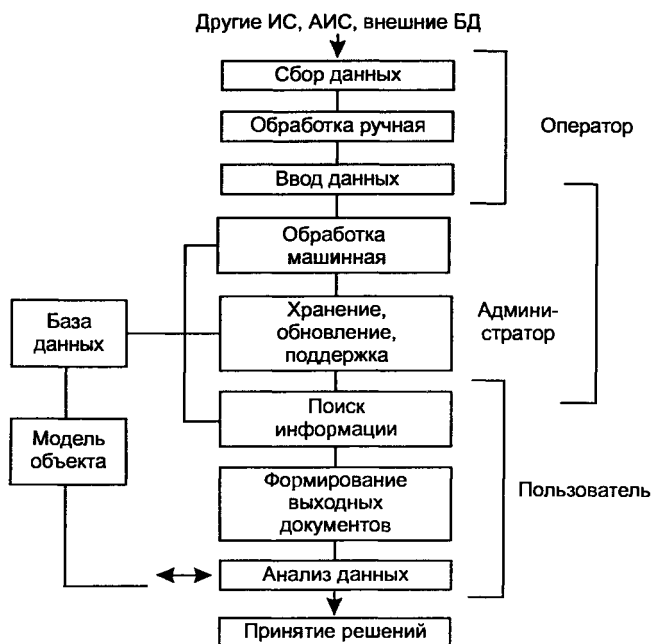 Другие ИС, АИС, внешние БД
Сбор данных
Обработка ручная
Оператор
Ввод данных
Обработка
машинная
База
данных
Хранение,
обновление,
поддержка
Админи-
стратор
Поиск
информации
Модель
объекта
Формирование
выходных
документов
Пользователь
Анализ данных
Принятие решений